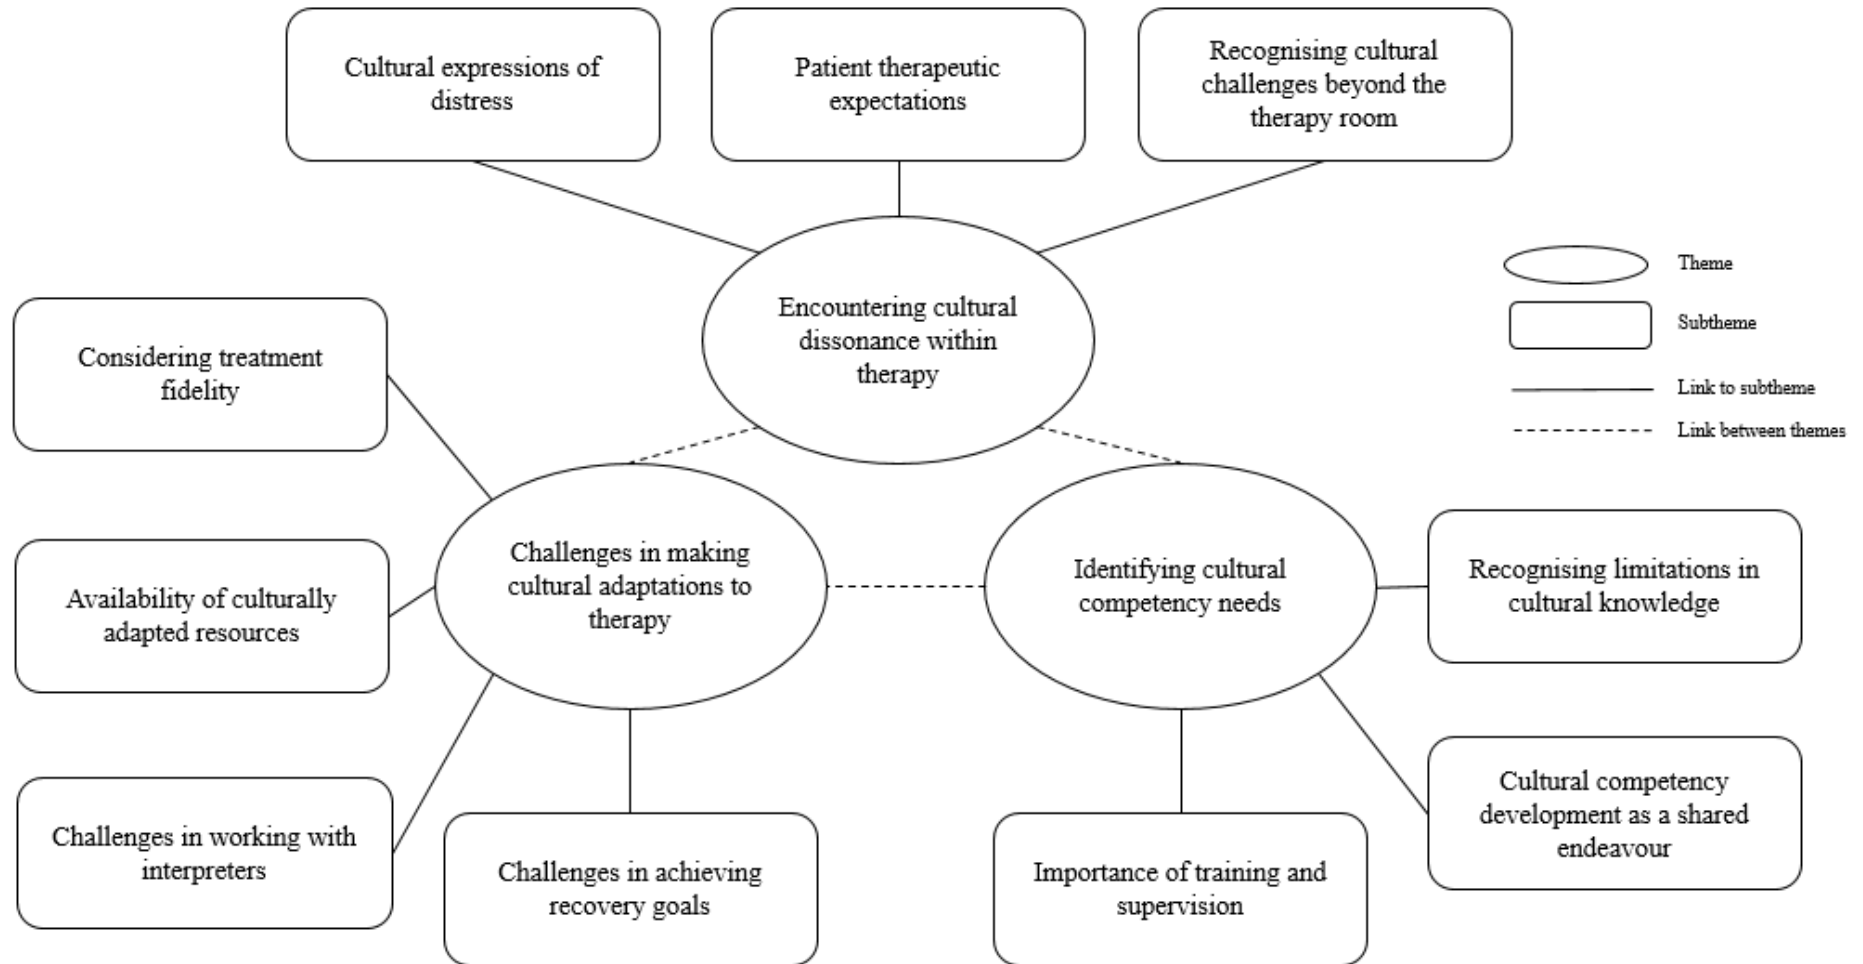 Cultural expressions of
distress
Patient therapeutic
expectations
Recognising cultural
challenges beyond the
therapy room
Encountering cultural
dissonance within
therapy
Theme
Subtheme
Link to subtheme
Link between themes
Considering treatment
fidelity
Availability of culturally
adapted resources
Challenges in working with
interpreters
Challenges in making
cultural adaptations to
therapy
Challenges in achieving
recovery goals
Identifying cultural
competency needs
Importance of training and
supervision
Recognising limitations in
cultural knowledge
Cultural competency
development as a shared
endeavour